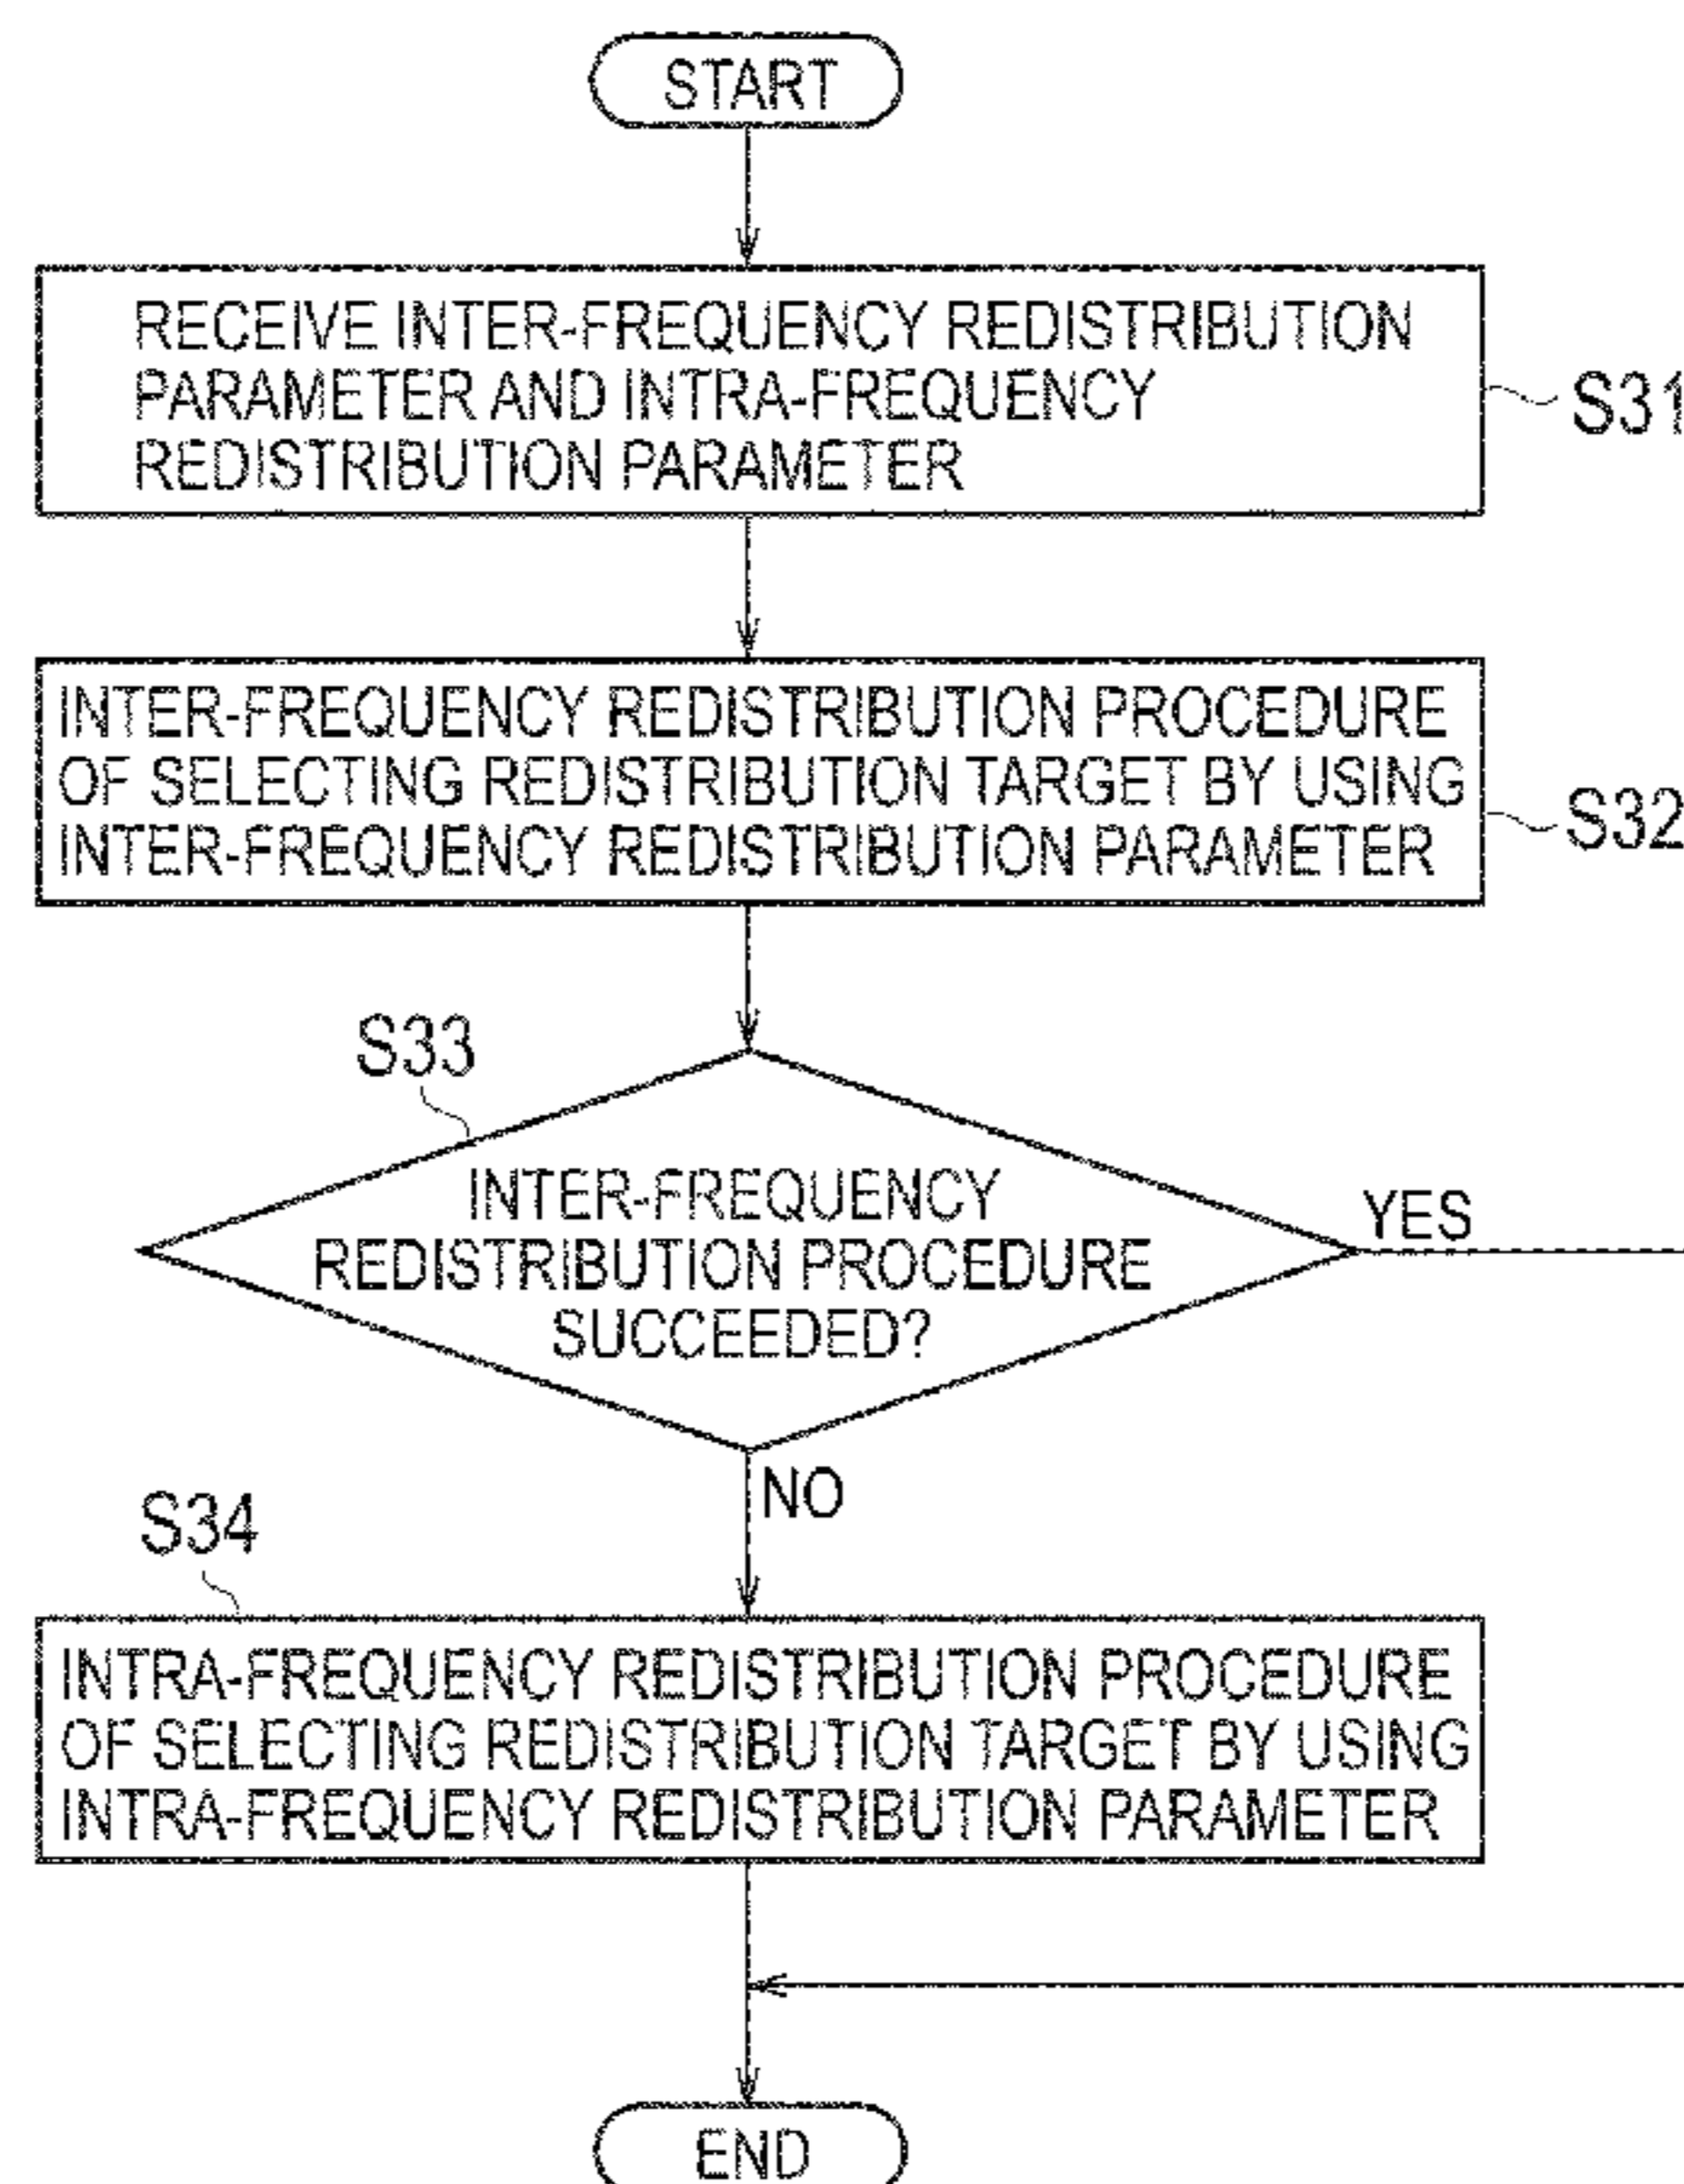 START
RECEIVE INTER-FREQUENCY REDISTRIBUTION
PARAMETER AND INTRA-FREQUENCY
REDISTRIBUTION PARAMETER
S31
INTER-FREQUENCY REDISTRIBUTION PROCEDURE
OF SELECTING REDISTRIBUTION TARGET BY USING
INTER-FREQUENCY REDISTRIBUTION PARAMETER
S32
S33
INTER-FREQUENCY
REDISTRIBUTION PROCEDURE
SUCCEEDED?
YES
NO
S34
INTRA-FREQUENCY REDISTRIBUTION PROCEDURE
OF SELECTING REDISTRIBUTION TARGET BY USING
INTRA-FREQUENCY REDISTRIBUTION PARAMETER
END